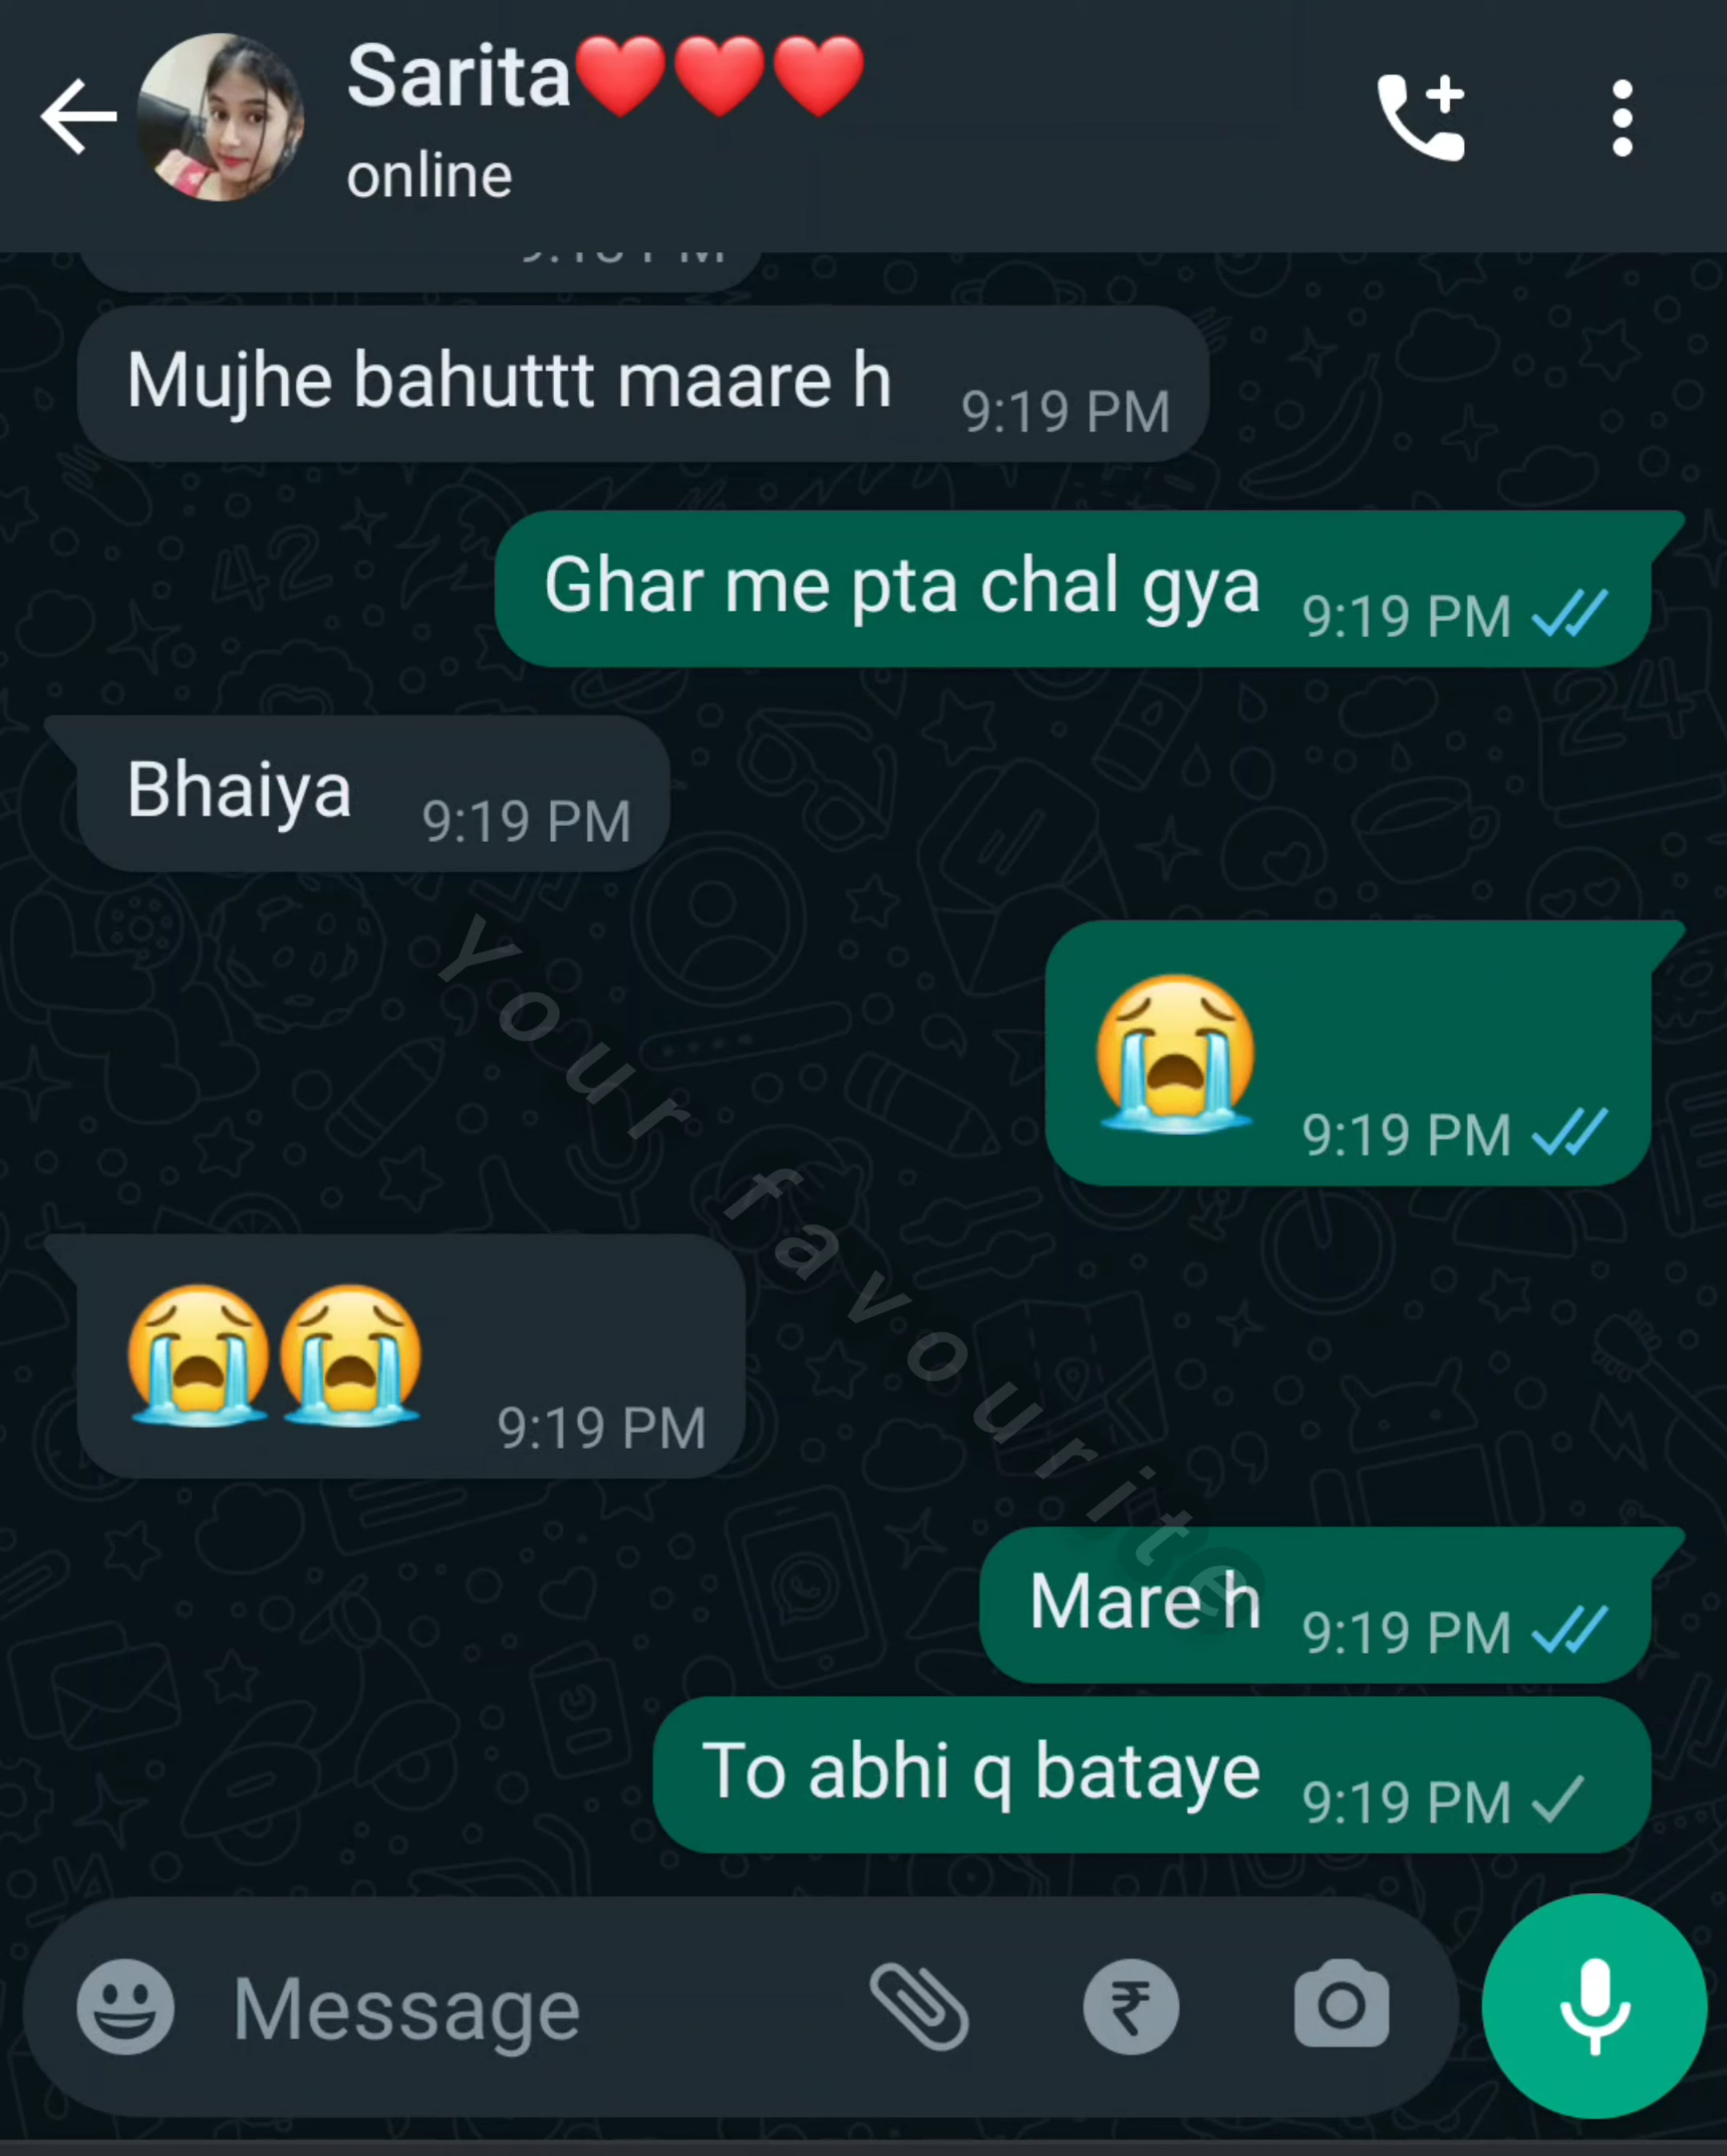 Sarita❤️❤️❤️
online
Mujhe bahuttt maare h 9:19 PM
Ghar me pta chal gya 9:19 PM
Bhaiya 9:19 PM
😭 9:19 PM
😭😭 9:19 PM
Your favourite
Mare h 9:19 PM
To abhi q bataye 9:19 PM
Message